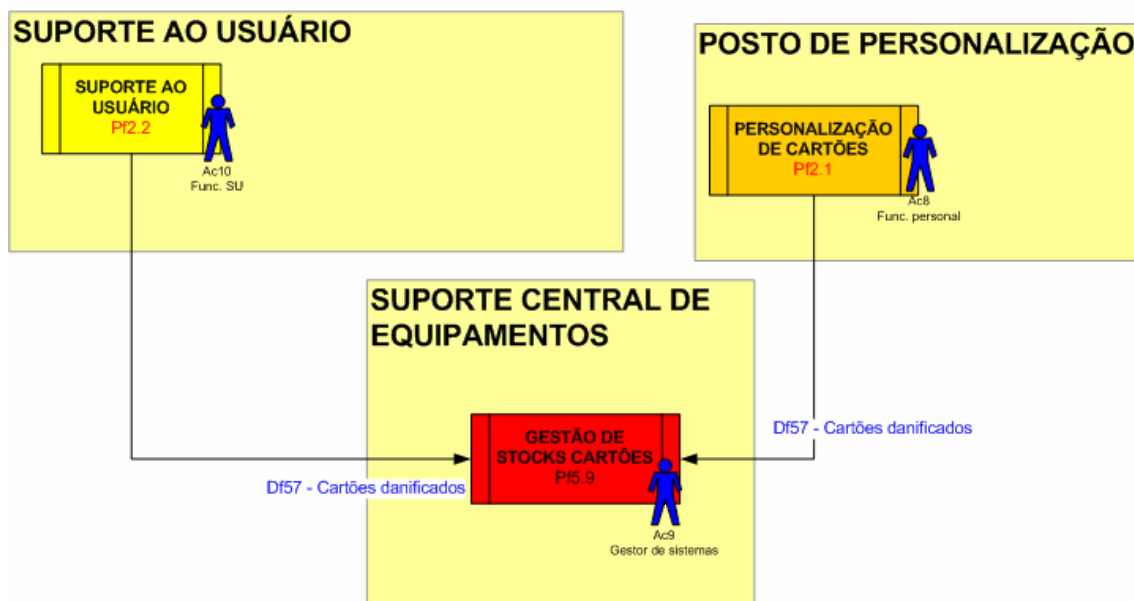 SUPORTE AO USUÁRIO
SUPORTE AO
USUÁRIO
Pf2.2
Ac10
Func. SU
POSTO DE PERSONALIZAÇÃO
PERSONALIZAÇÃO
DE CARTÕES
Pf2.1
Ac8
Func. personal
SUPORTE CENTRAL DE
EQUIPAMENTOS
GESTÃO DE
STOCKS CARTÕES
Pf5.9
Ac9
Gestor de sistemas
Df57 - Cartões danificados
Df57 - Cartões danificados